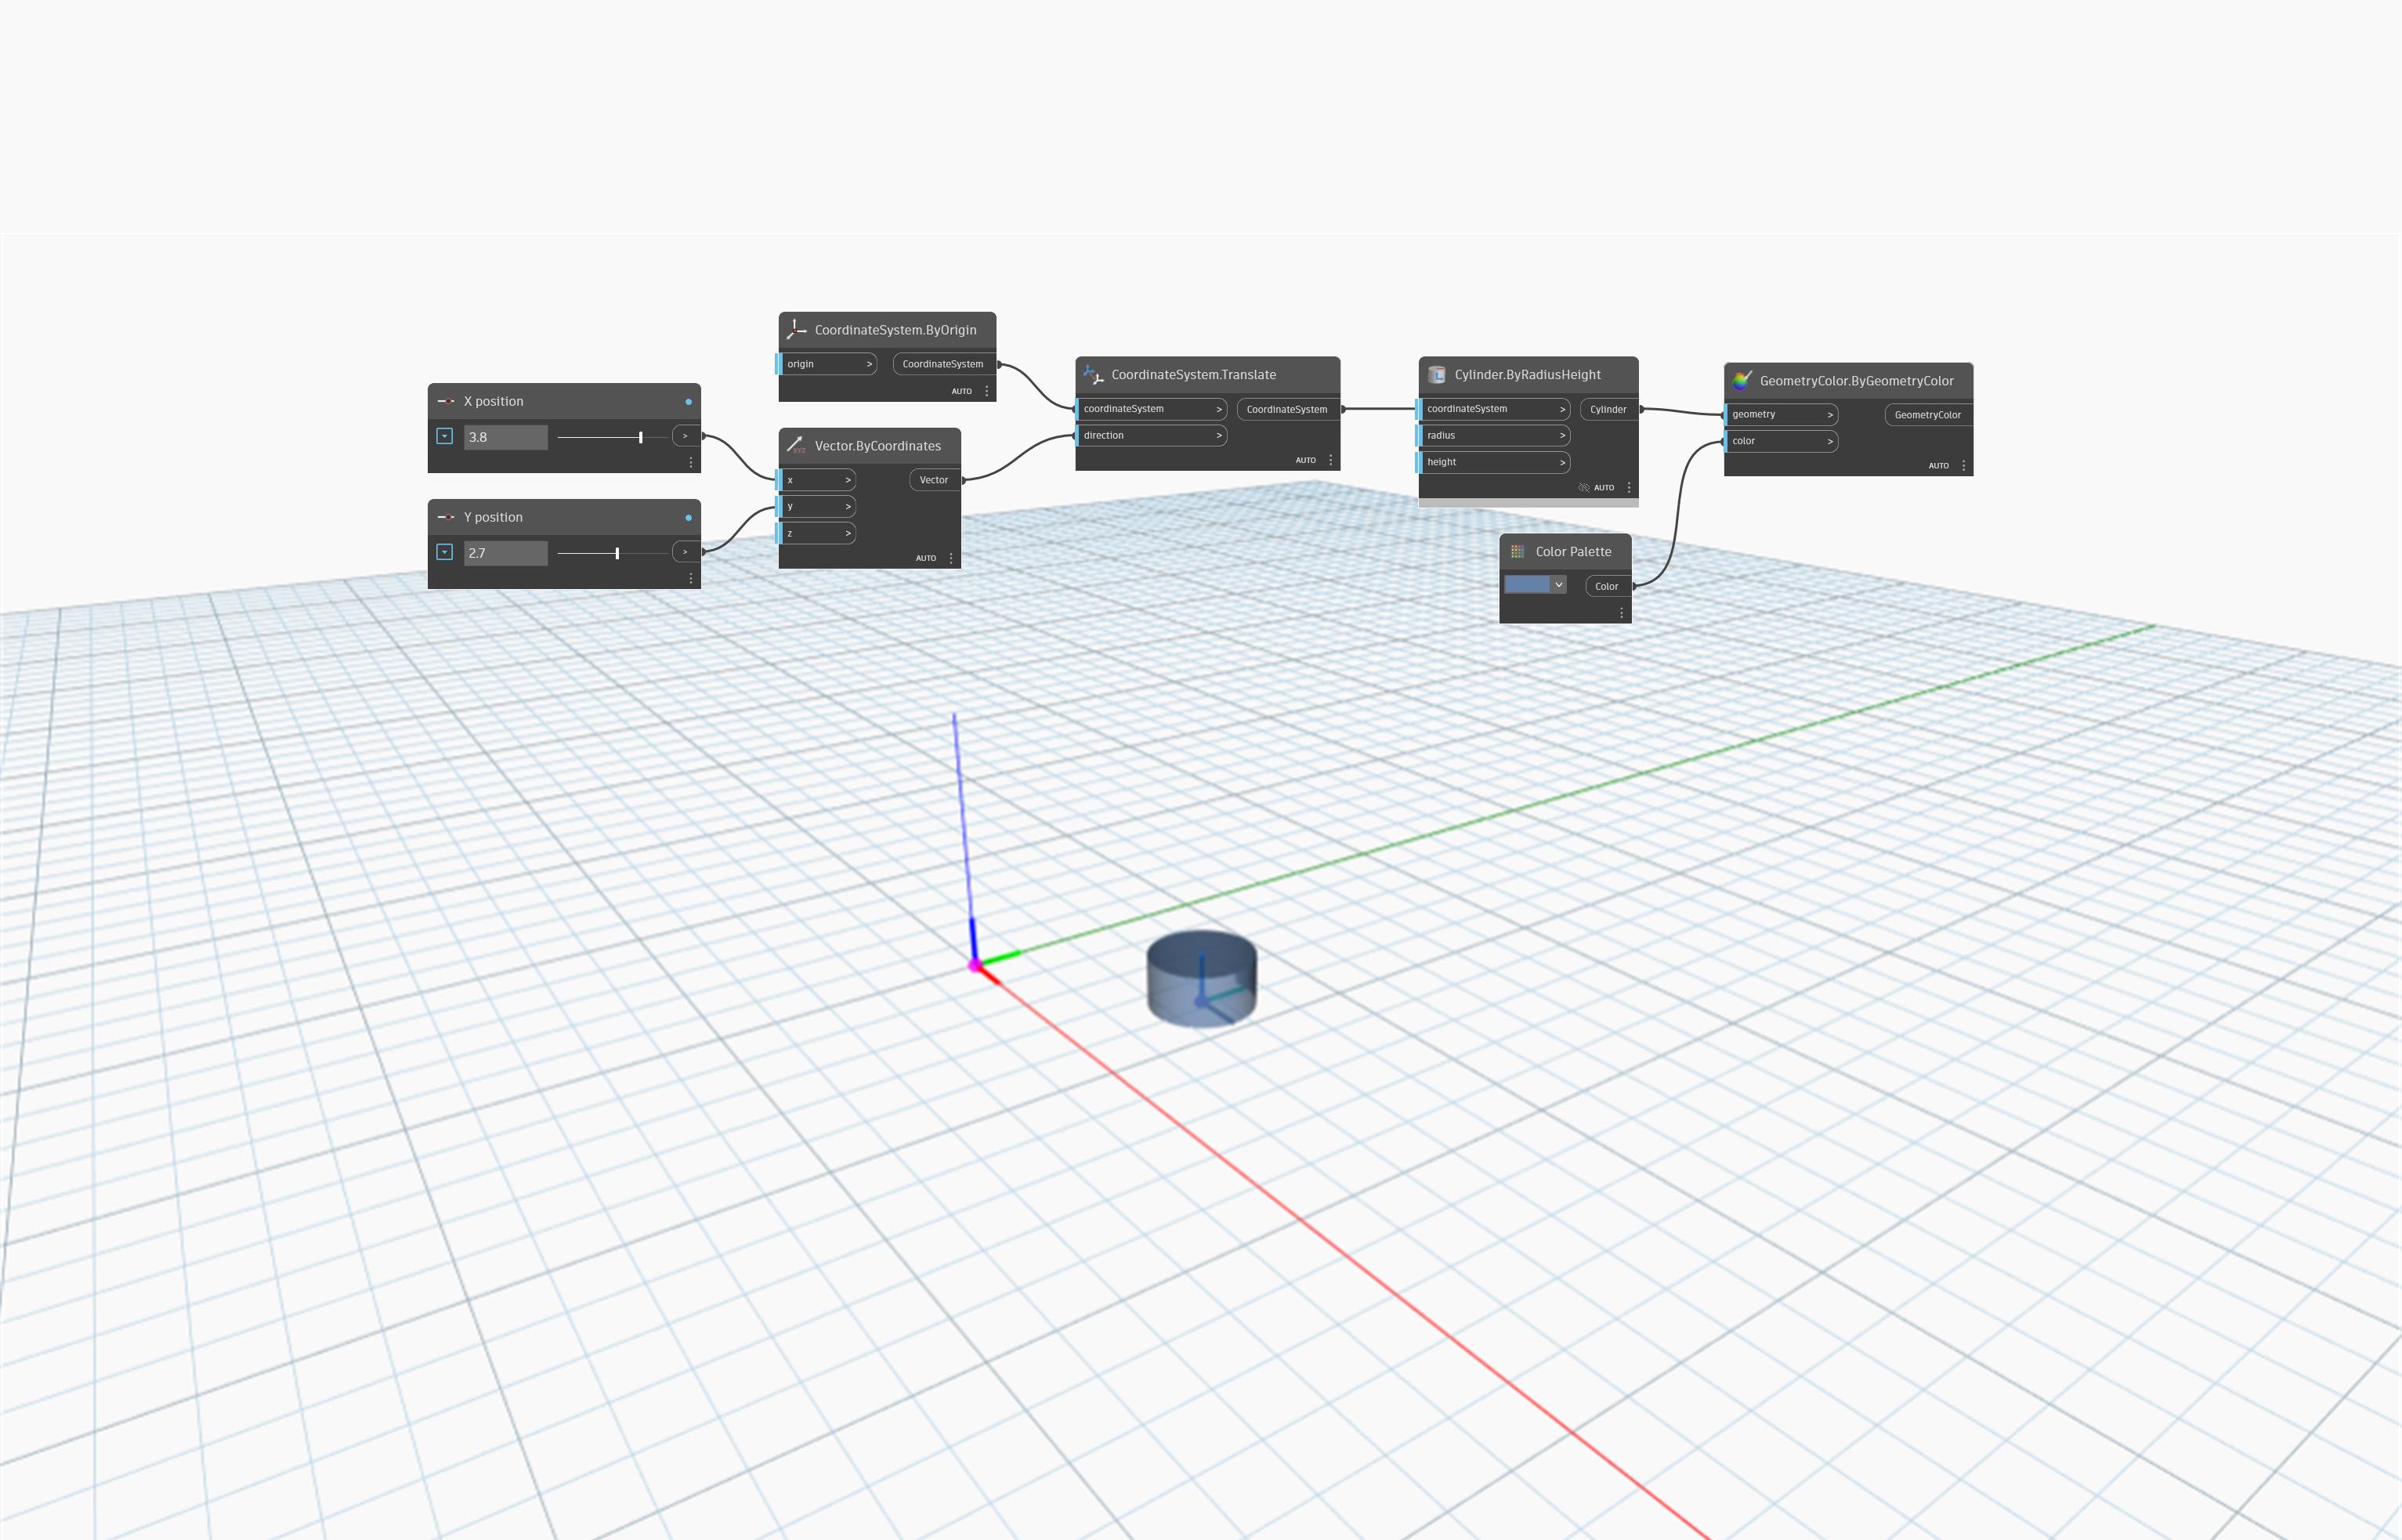 X position
3.8
>
Y position
2.7
>
CoordinateSystem.ByOrigin
origin > CoordinateSystem
AUTO
Vector.ByCoordinates
x > Vector
y >
z >
AUTO
CoordinateSystem.Translate
coordinateSystem > CoordinateSystem
direction >
AUTO
Cylinder.ByRadiusHeight
coordinateSystem > Cylinder
radius >
height >
AUTO
Color Palette
Color
GeometryColor.ByGeometryColor
geometry > GeometryColor
color >
AUTO